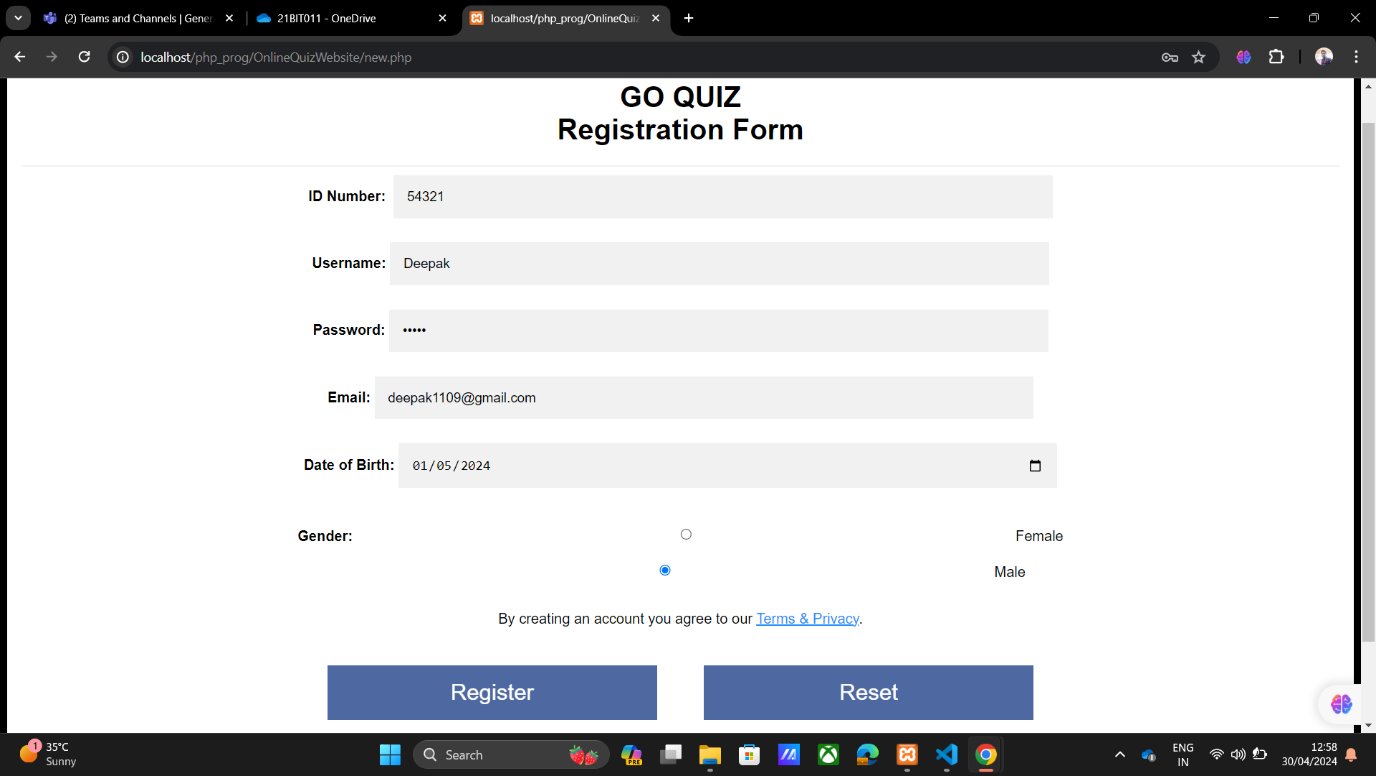 (2) Teams and Channels | Gener
21BIT011 - OneDrive
localhost/php_prog/OnlineQuiz
localhost/php_prog/OnlineQuizWebsite/new.php
GO QUIZ
Registration Form
ID Number: 54321
Username: Deepak
Password: •••••
Email: deepak1109@gmail.com
Date of Birth: 01/05/2024
Gender: Female
Male
By creating an account you agree to our Terms & Privacy.
Register Reset
1 35°C
Sunny
Search
PRE
ENG
IN
12:58
30/04/2024